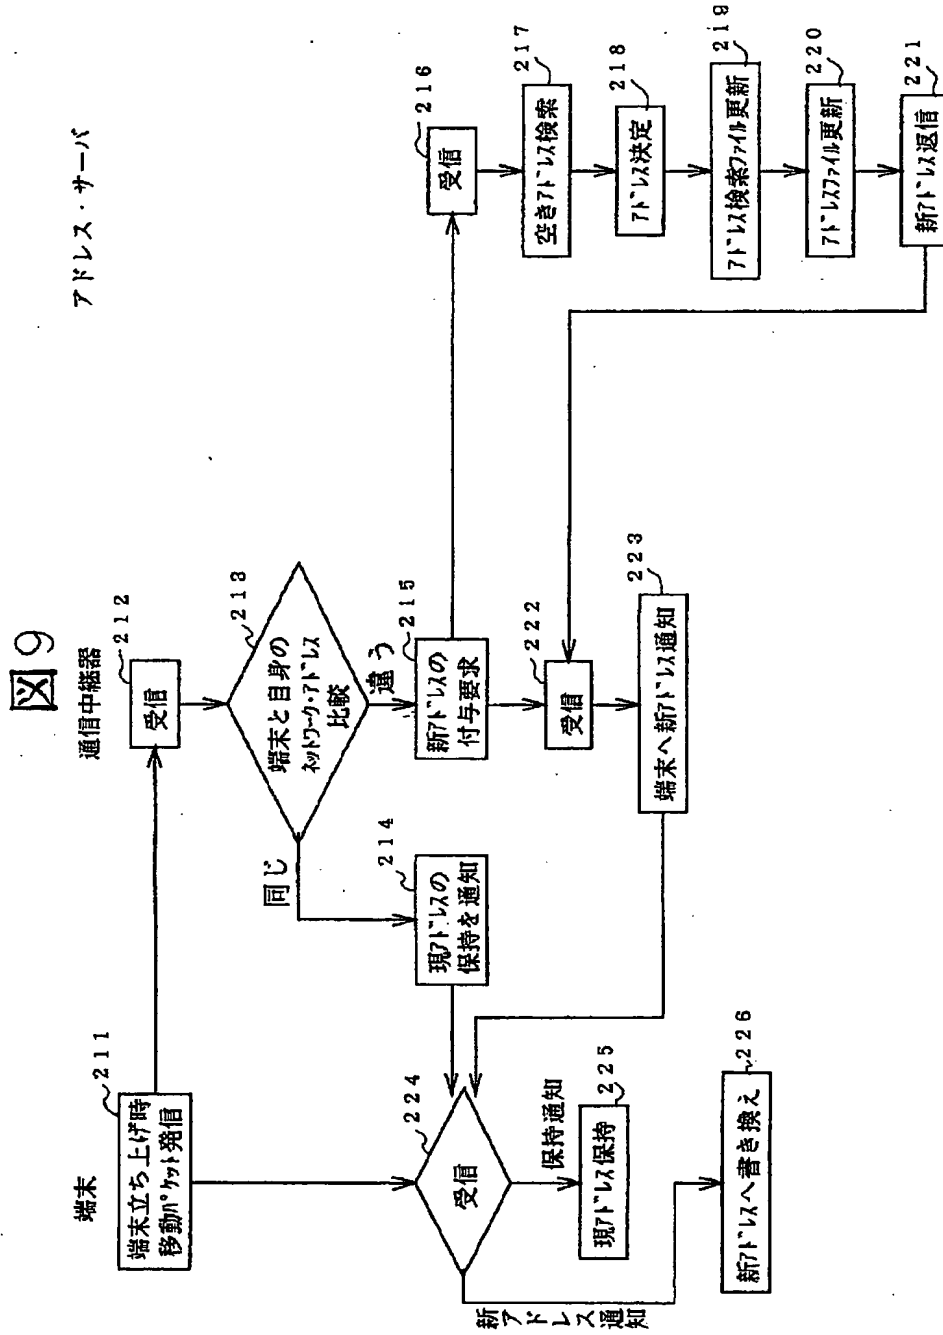 図9
端末
通信中継器
アドレス・サーバ
211
端末立ち上げ時
移動パケット発信
212
受信
213
端末と自身の
ネットワーク・アドレス
比較
同じ
違う
214
現アドレスの
保持を通知
215
新アドレスの
付与要求
216
受信
217
空きアドレス検索
218
アドレス決定
219
アドレス検索ファイル更新
220
アドレスファイル更新
221
新アドレス返信
222
受信
223
端末へ新アドレス通知
224
受信
保持通知
225
現アドレス保持
新アドレス通知
226
新アドレスへ書き換え